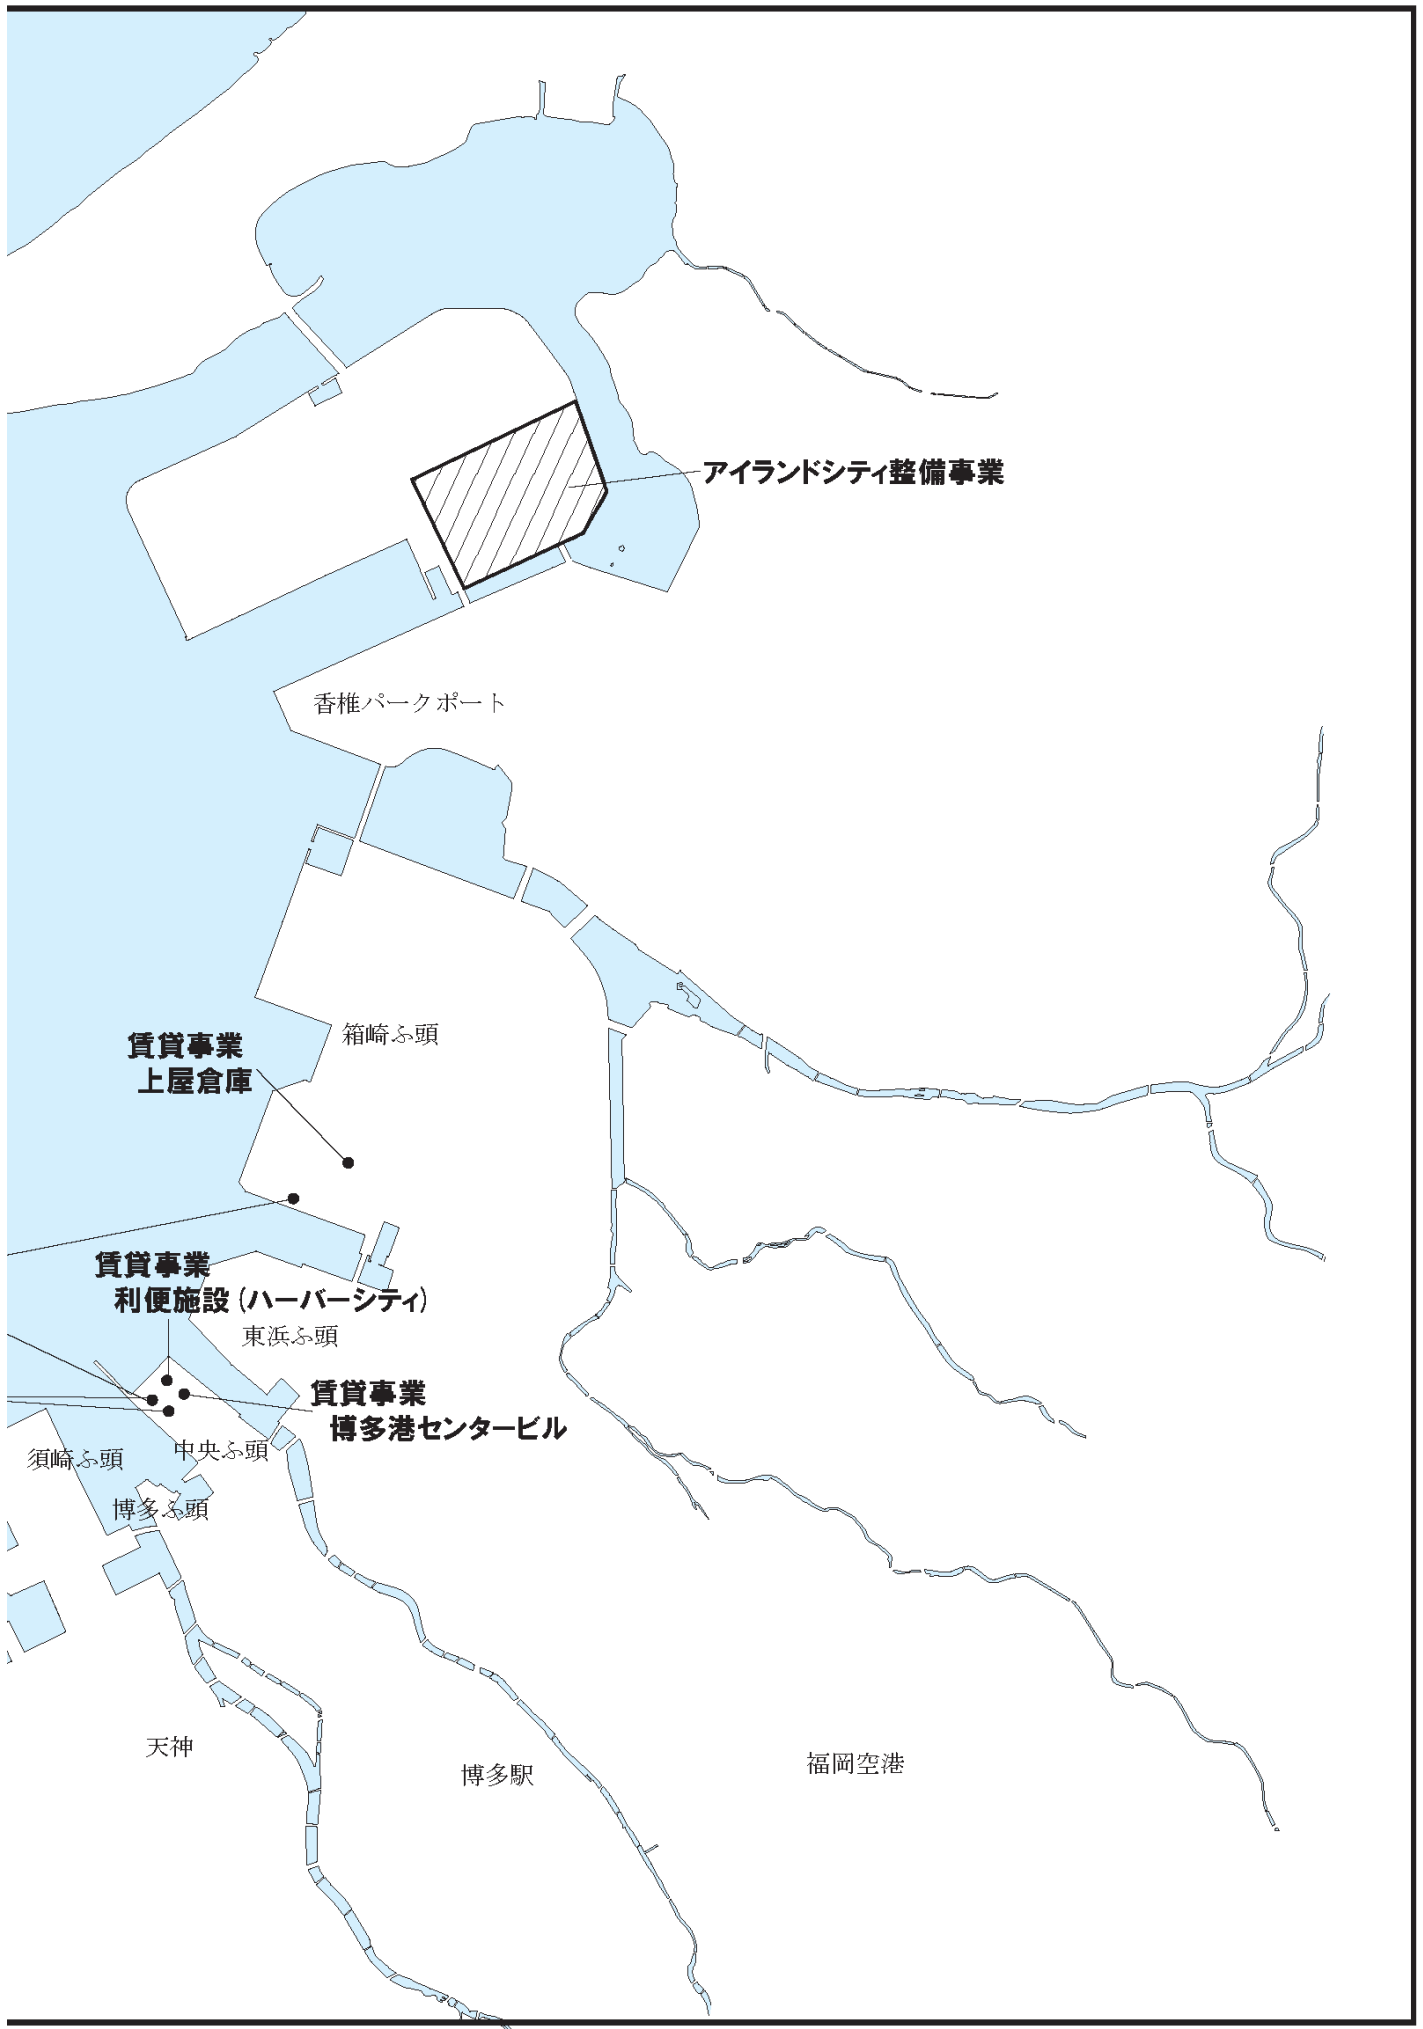 アイランドシティ整備事業
香椎パークポート
箱崎ふ頭
賃貸事業
上屋倉庫
賃貸事業
利便施設(ハーバーシティ)
東浜ふ頭
賃貸事業
博多港センタービル
中央ふ頭
須崎ふ頭
博多ふ頭
天神
博多駅
福岡空港